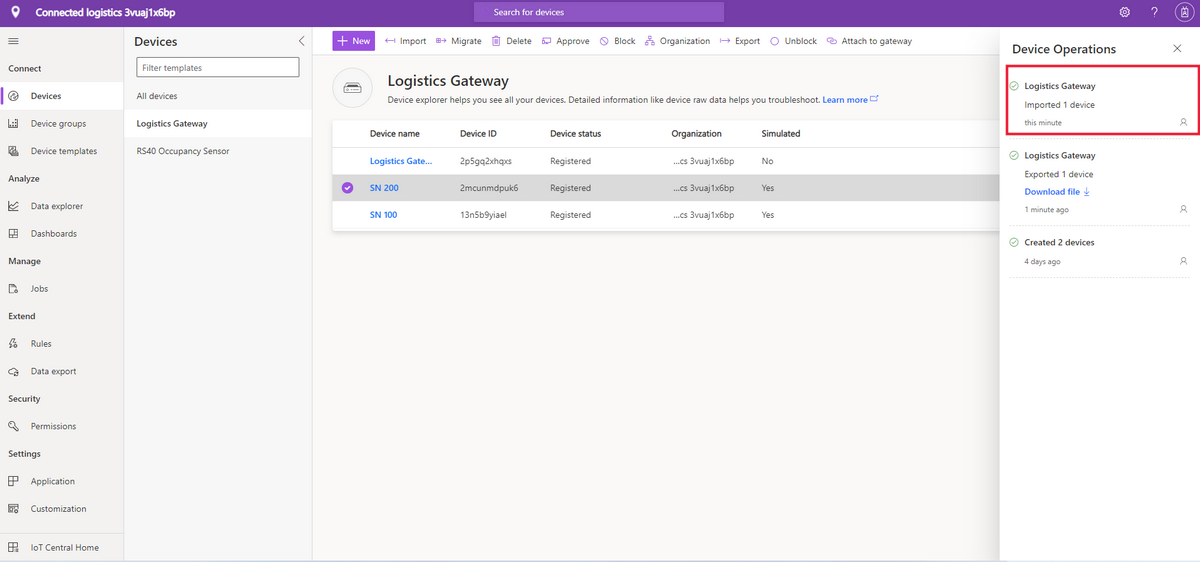 Connected logistics 3vuaj1x6bp
Search for devices
?
Connect
Devices
Device groups
Device templates
Analyze
Data explorer
Dashboards
Manage
Jobs
Extend
Rules
Data export
Security
Permissions
Settings
Application
Customization
IoT Central Home
Devices
Filter templates
All devices
Logistics Gateway
RS40 Occupancy Sensor
New Import Migrate Delete Approve Block Organization Export Unblock Attach to gateway
Logistics Gateway
Device explorer helps you see all your devices. Detailed information like device raw data helps you troubleshoot. Learn more
Device name Device ID Device status Organization Simulated
Logistics Gate... 2p5gq2xhqxs Registered ...cs 3vuaj1x6bp No
SN 200 2mcunmdpuk6 Registered ...cs 3vuaj1x6bp Yes
SN 100 13n5b9yiael Registered ...cs 3vuaj1x6bp Yes
Device Operations
Logistics Gateway
Imported 1 device
this minute
Logistics Gateway
Exported 1 device
Download file
1 minute ago
Created 2 devices
4 days ago